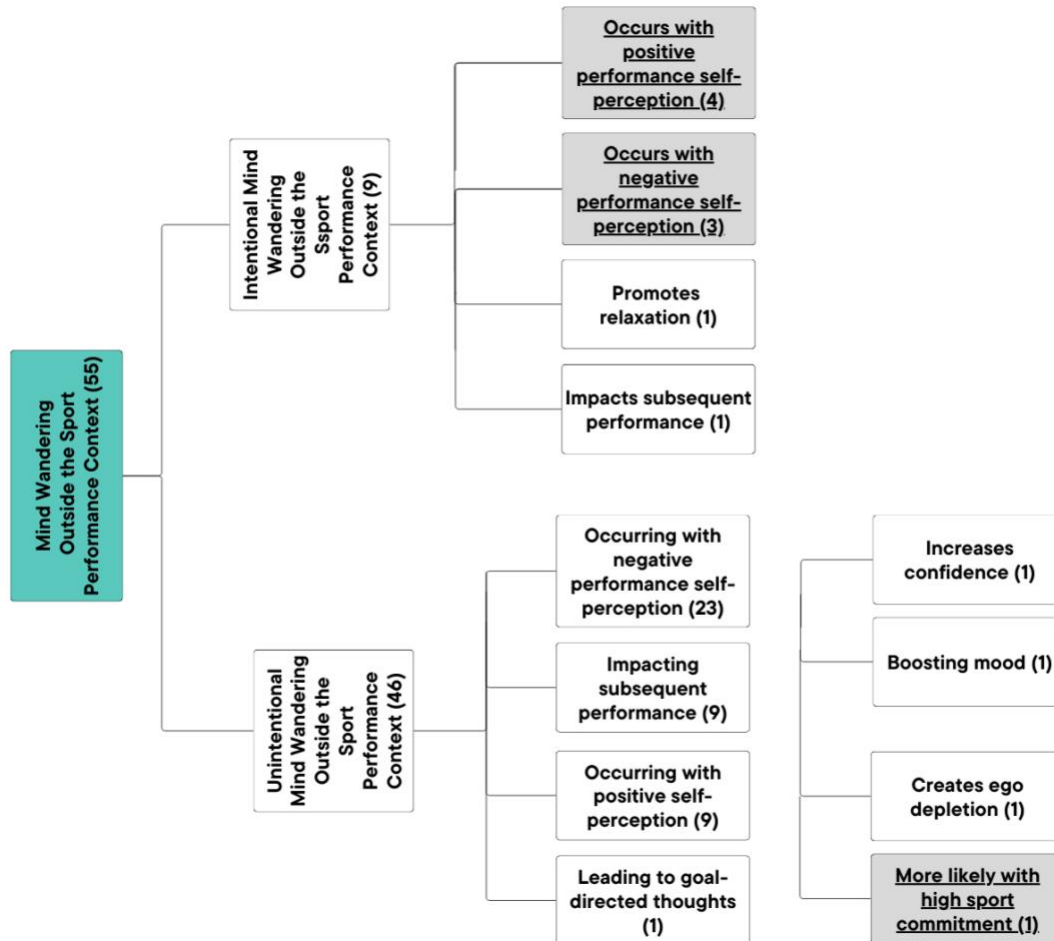 Mind Wandering
Outside the Sport
Performance Context (55)
Intentional Mind
Wandering
Outside the
Ssport
Performance
Context (9)
Occurs with
positive
performance self-
perception (4)
Occurs with
negative
performance self-
perception (3)
Promotes
relaxation (1)
Impacts subsequent
performance (1)
Unintentional
Mind Wandering
Outside the
Sport
Performance
Context (46)
Occurring with
negative
performance self-
perception (23)
Impacting
subsequent
performance (9)
Occurring with
positive self-
perception (9)
Leading to goal-
directed thoughts
(1)
Increases
confidence (1)
Boosting mood (1)
Creates ego
depletion (1)
More likely with
high sport
commitment (1)